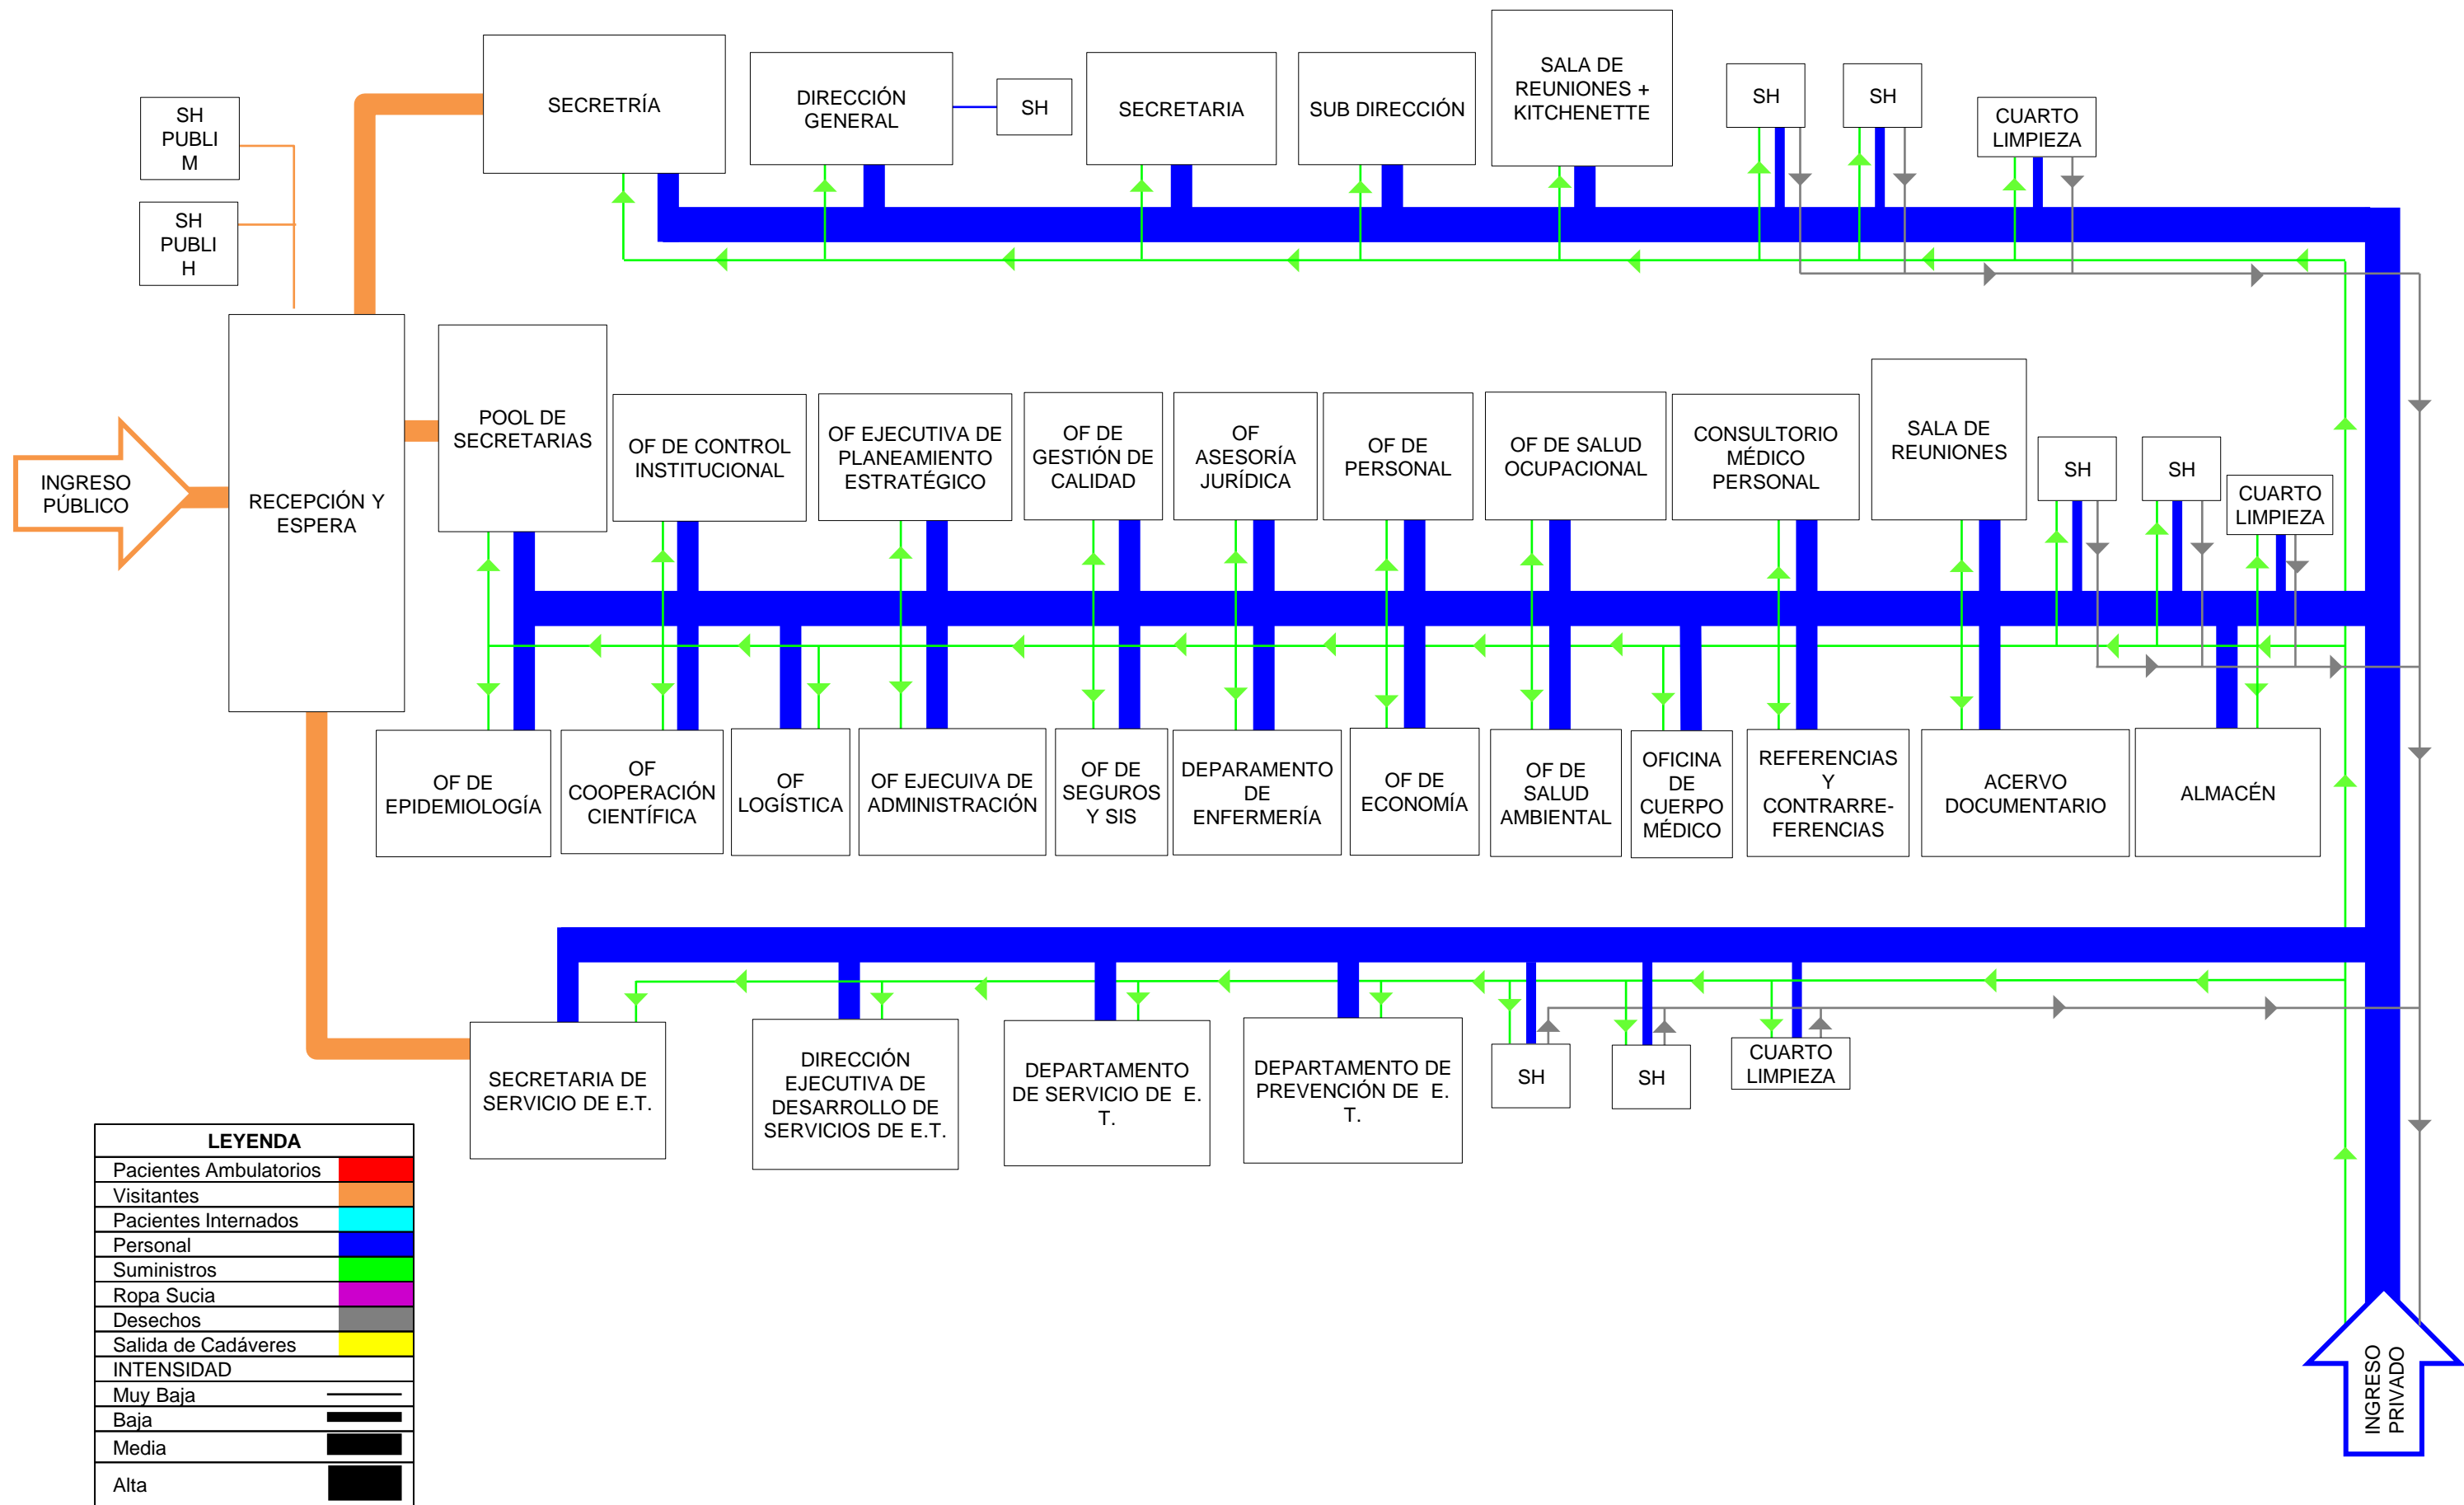 SECRETRÍA
DIRECCIÓN
GENERAL
SH
SECRETARIA
SUB DIRECCIÓN
SALA DE
REUNIONES +
KITCHENETTE
SH
SH
CUARTO
LIMPIEZA
SH
PUBLI
M
SH
PUBLI
H
INGRESO
PÚBLICO
RECEPCIÓN Y
ESPERA
POOL DE
SECRETARIAS
OF DE CONTROL
INSTITUCIONAL
OF EJECUTIVA DE
PLANEAMIENTO
ESTRATÉGICO
OF DE
GESTIÓN DE
CALIDAD
OF
ASESORÍA
JURÍDICA
OF DE
PERSONAL
OF DE SALUD
OCUPACIONAL
CONSULTORIO
MÉDICO
PERSONAL
SALA DE
REUNIONES
SH
SH
CUARTO
LIMPIEZA
OF DE
EPIDEMIOLOGÍA
OF
COOPERACIÓN
CIENTÍFICA
OF
LOGÍSTICA
OF EJECUIVA DE
ADMINISTRACIÓN
OF DE
SEGUROS
Y SIS
DEPARAMENTO
DE
ENFERMERÍA
OF DE
ECONOMÍA
OF DE
SALUD
AMBIENTAL
OFICINA
DE
CUERPO
MÉDICO
REFERENCIAS
Y
CONTRARRE-
FERENCIAS
ACERVO
DOCUMENTARIO
ALMACÉN
SECRETARIA DE
SERVICIO DE E.T.
DIRECCIÓN
EJECUTIVA DE
DESARROLLO DE
SERVICIOS DE E.T.
DEPARTAMENTO
DE SERVICIO DE E.
T.
DEPARTAMENTO DE
PREVENCIÓN DE E.
T.
SH
SH
CUARTO
LIMPIEZA
LEYENDA
Pacientes Ambulatorios
Visitantes
Pacientes Internados
Personal
Suministros
Ropa Sucia
Desechos
Salida de Cadáveres
INTENSIDAD
Muy Baja
Baja
Media
Alta
INGRESO
PRIVADO